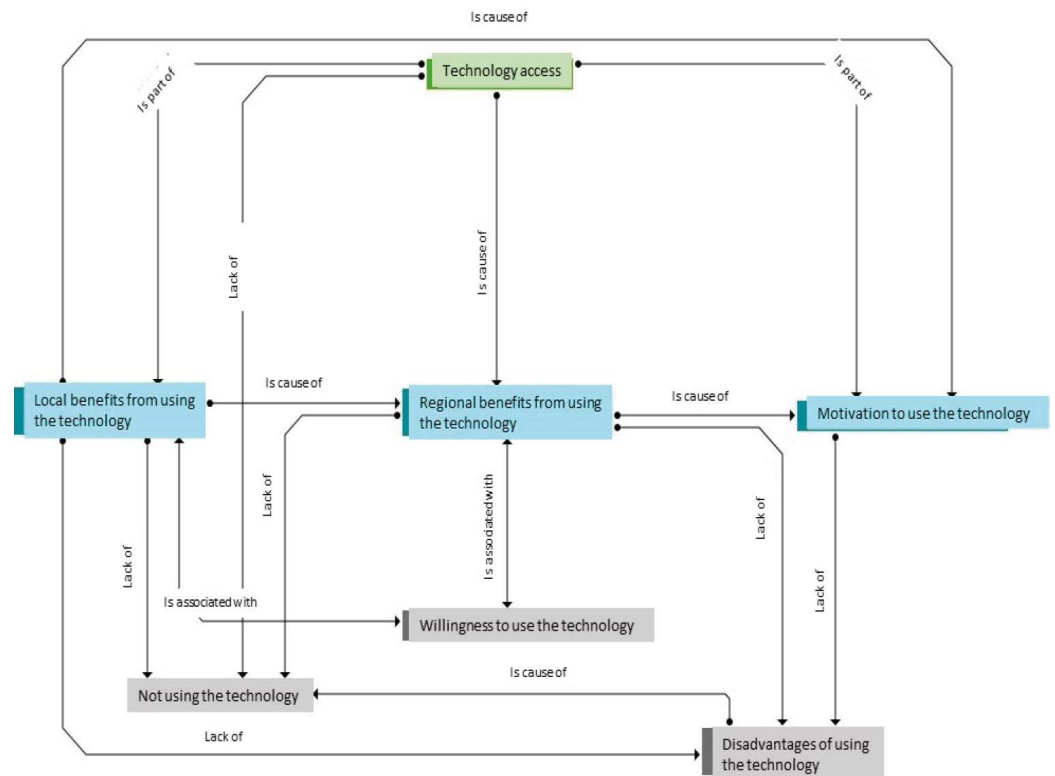 Is cause of
Technology access
Is part of
Is part of
Lack of
Is cause of
Local benefits from using
the technology
Is cause of
Regional benefits from using
the technology
Is cause of
Motivation to use the technology
Lack of
Lack of
Is associated with
Lack of
Lack of
Is associated with
Willingness to use the technology
Not using the technology
Is cause of
Lack of
Disadvantages of using
the technology